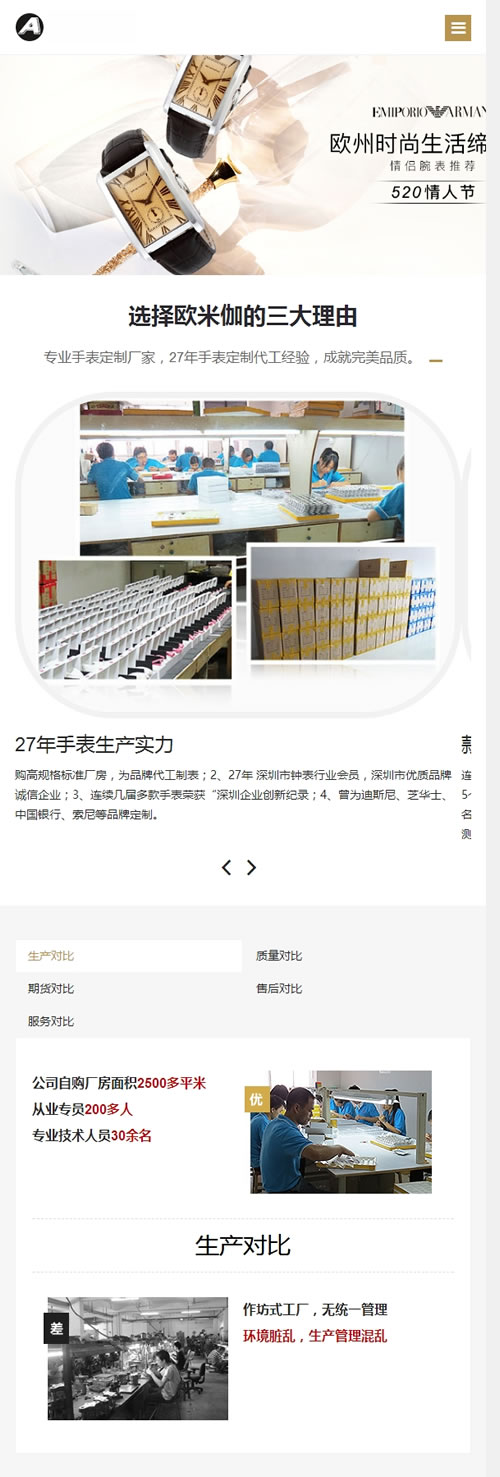 A
EMPORIO ARMAN
欧州时尚生活缔
情侣腕表推荐
520情人节
选择欧米伽的三大理由
专业手表定制厂家，27年手表定制代工经验，成就完美品质。
27年手表生产实力
购高规格标准厂房，为品牌代工制表；2、27年 深圳市钟表行业会员，深圳市优质品牌
诚信企业；3、连续几届多款手表荣获“深圳企业创新纪录；4、曾为迪斯尼、芝华士、
中国银行、索尼等品牌定制。
连
5
名
测
生产对比
质量对比
期货对比
售后对比
服务对比
公司自购厂房面积2500多平米
从业专员200多人
专业技术人员30余名
优
生产对比
差
作坊式工厂，无统一管理
环境脏乱，生产管理混乱